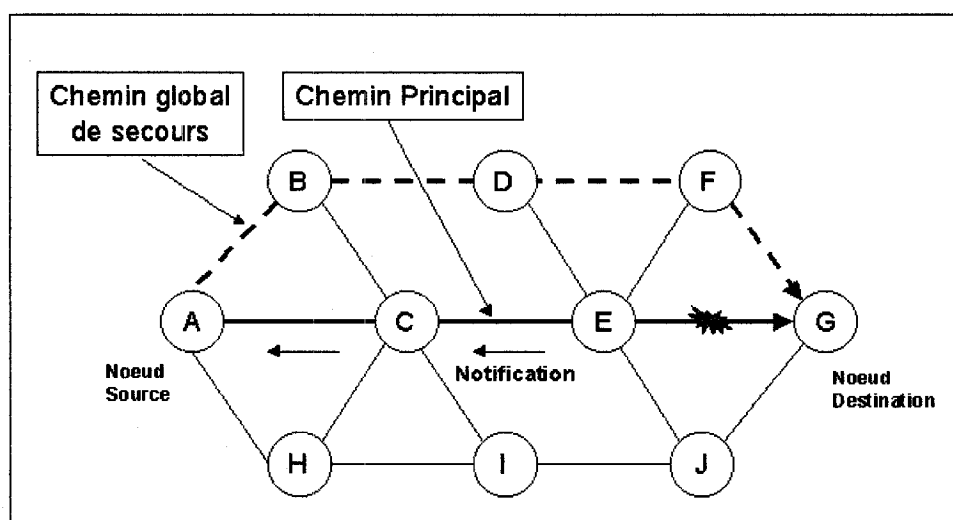 Chemin global
de secours
Chemin Principal
B
D
F
A
C
E
G
Noeud
Source
Notification
Noeud
Destination
H
I
J